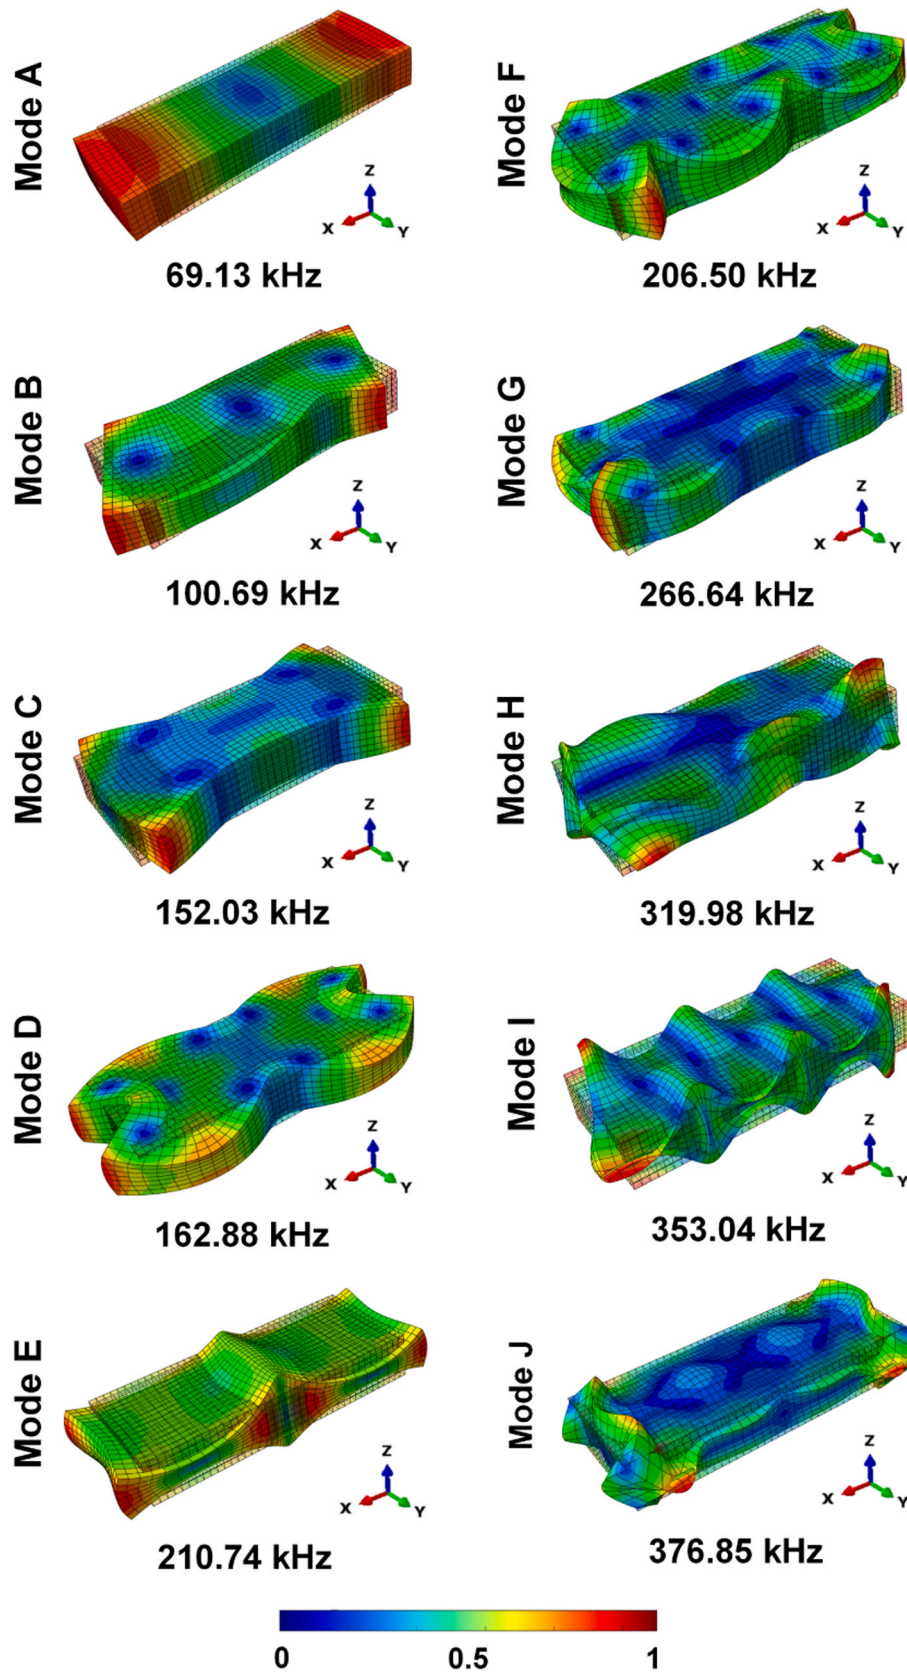 Mode A
Z
X
Y
69.13 kHz
Mode F
Z
X
Y
206.50 kHz
Mode B
Z
X
Y
100.69 kHz
Mode G
Z
X
Y
266.64 kHz
Mode C
Z
X
Y
152.03 kHz
Mode H
Z
X
Y
319.98 kHz
Mode D
Z
X
Y
162.88 kHz
Mode I
Z
X
Y
353.04 kHz
Mode E
Z
X
Y
210.74 kHz
Mode J
Z
X
Y
376.85 kHz
0 0.5 1